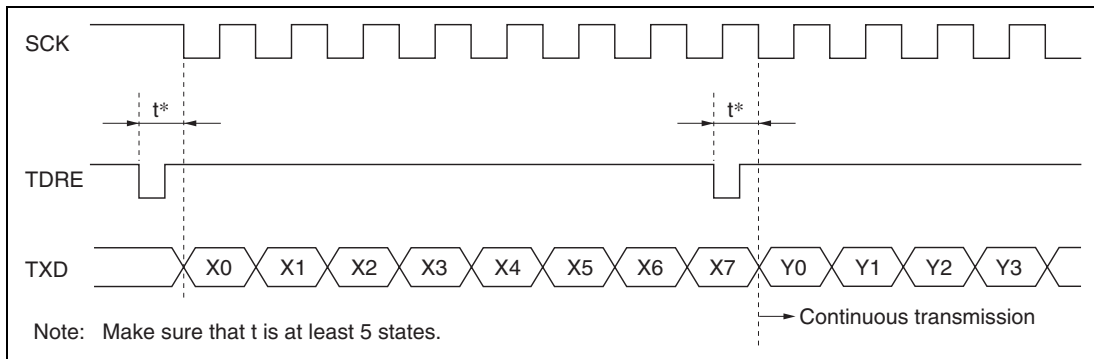 SCK
t* t*
TDRE
TXD X0 X1 X2 X3 X4 X5 X6 X7 Y0 Y1 Y2 Y3
Continuous transmission
Note: Make sure that t is at least 5 states.